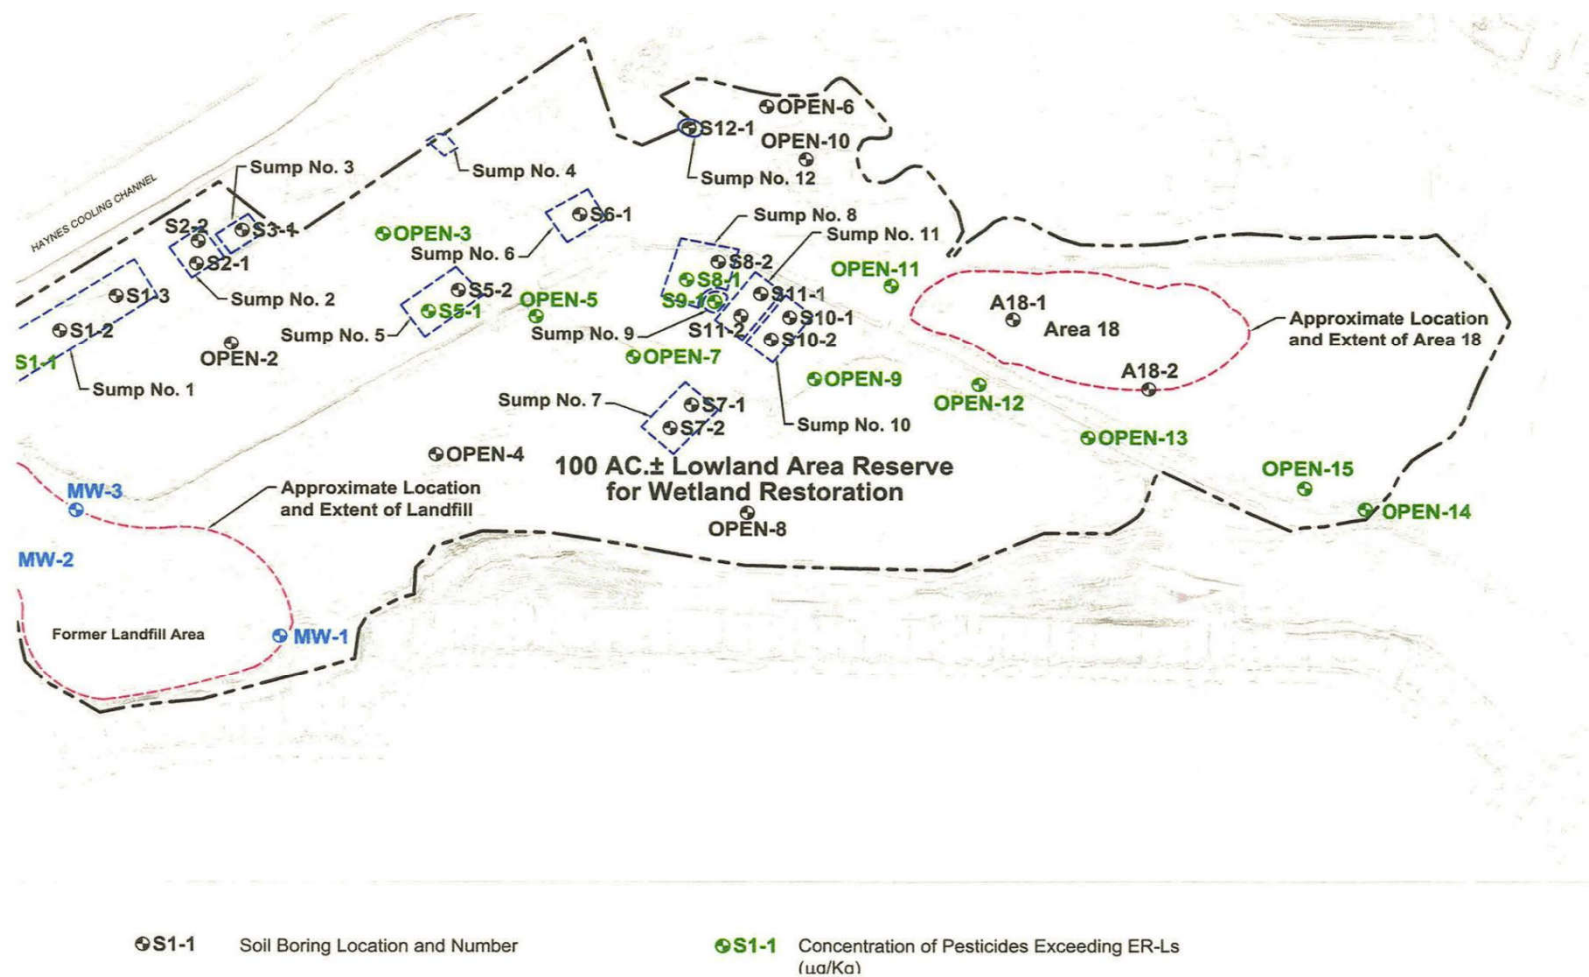 OPEN-6
S12-1
OPEN-10
Sump No. 3
Sump No. 4
Sump No. 12
HAYNES COOLING CHANNEL
S2-2
S3-1
OPEN-3
S6-1
Sump No. 8
Sump No. 11
Sump No. 6
S2-1
S8-2
OPEN-11
S1-3
Sump No. 2
S5-2
OPEN-5
S8-1
S9-1
S11-1
A18-1
S1-2
Sump No. 5
S5-1
Sump No. 9
S11-2
S10-1
Area 18
Approximate Location
and Extent of Area 18
OPEN-2
S10-2
S1-1
OPEN-7
A18-2
Sump No. 1
OPEN-9
OPEN-12
Sump No. 7
S7-1
S7-2
Sump No. 10
OPEN-13
OPEN-4
100 AC.± Lowland Area Reserve
for Wetland Restoration
OPEN-15
MW-3
Approximate Location
and Extent of Landfill
OPEN-8
OPEN-14
MW-2
Former Landfill Area
MW-1
S1-1 Soil Boring Location and Number
S1-1 Concentration of Pesticides Exceeding ER-Ls
(µg/Kg)